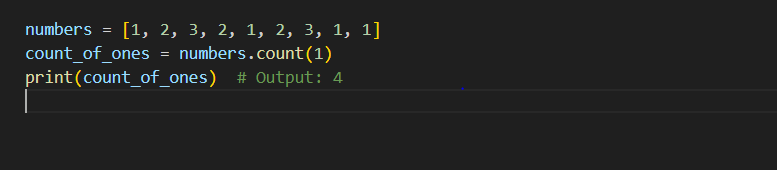 numbers = [1, 2, 3, 2, 1, 2, 3, 1, 1]
count_of_ones = numbers.count(1)
print(count_of_ones)  # Output: 4